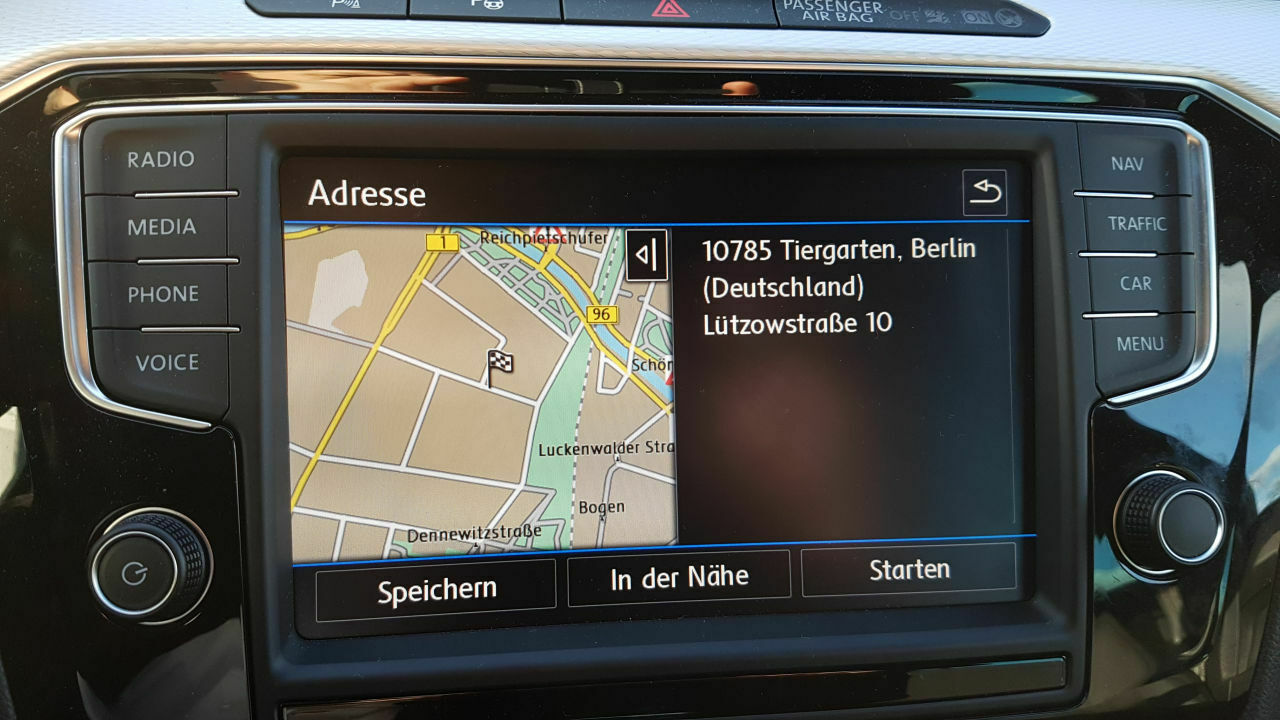 P
P
PASSENGER
AIR BAG OFF ON
RADIO
MEDIA
PHONE
VOICE
NAV
TRAFFIC
CAR
MENU
Adresse
1
Reichpietschufer
96
Schön
Luckenwalder Stra
Bogen
Dennewitzstraße
10785 Tiergarten, Berlin
(Deutschland)
Lützowstraße 10
Speichern
In der Nähe
Starten